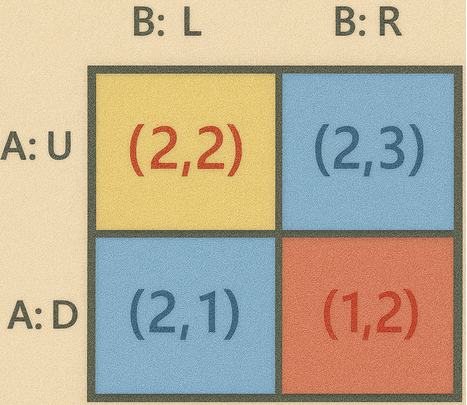 B: L B: R
A: U (2,2) (2,3)
A: D (2,1) (1,2)